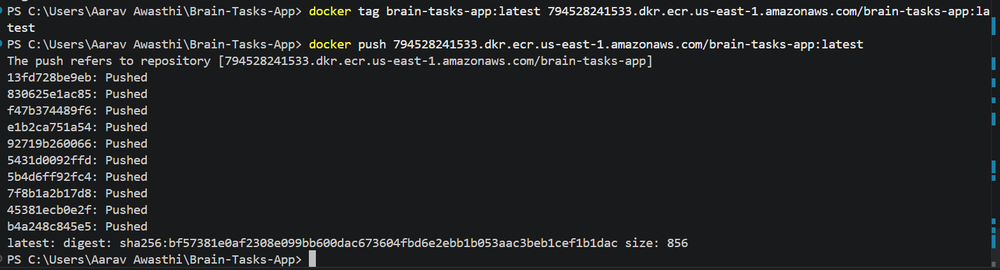 PS C:\Users\Aarav Awasthi\Brain-Tasks-App> docker tag brain-tasks-app:latest 794528241533.dkr.ecr.us-east-1.amazonaws.com/brain-tasks-app:la
test
PS C:\Users\Aarav Awasthi\Brain-Tasks-App> docker push 794528241533.dkr.ecr.us-east-1.amazonaws.com/brain-tasks-app:latest
The push refers to repository [794528241533.dkr.ecr.us-east-1.amazonaws.com/brain-tasks-app]
13fd728be9eb: Pushed
830625e1ac85: Pushed
f47b374489f6: Pushed
e1b2ca751a54: Pushed
92719b260066: Pushed
5431d0092ffd: Pushed
5b4d6ff92fc4: Pushed
7f8b1a2b17d8: Pushed
45381ecb0e2f: Pushed
b4a248c845e5: Pushed
latest: digest: sha256:bf57381e0af2308e099bb600dac673604fbd6e2ebb1b053aac3beb1cef1b1dac size: 856
PS C:\Users\Aarav Awasthi\Brain-Tasks-App>